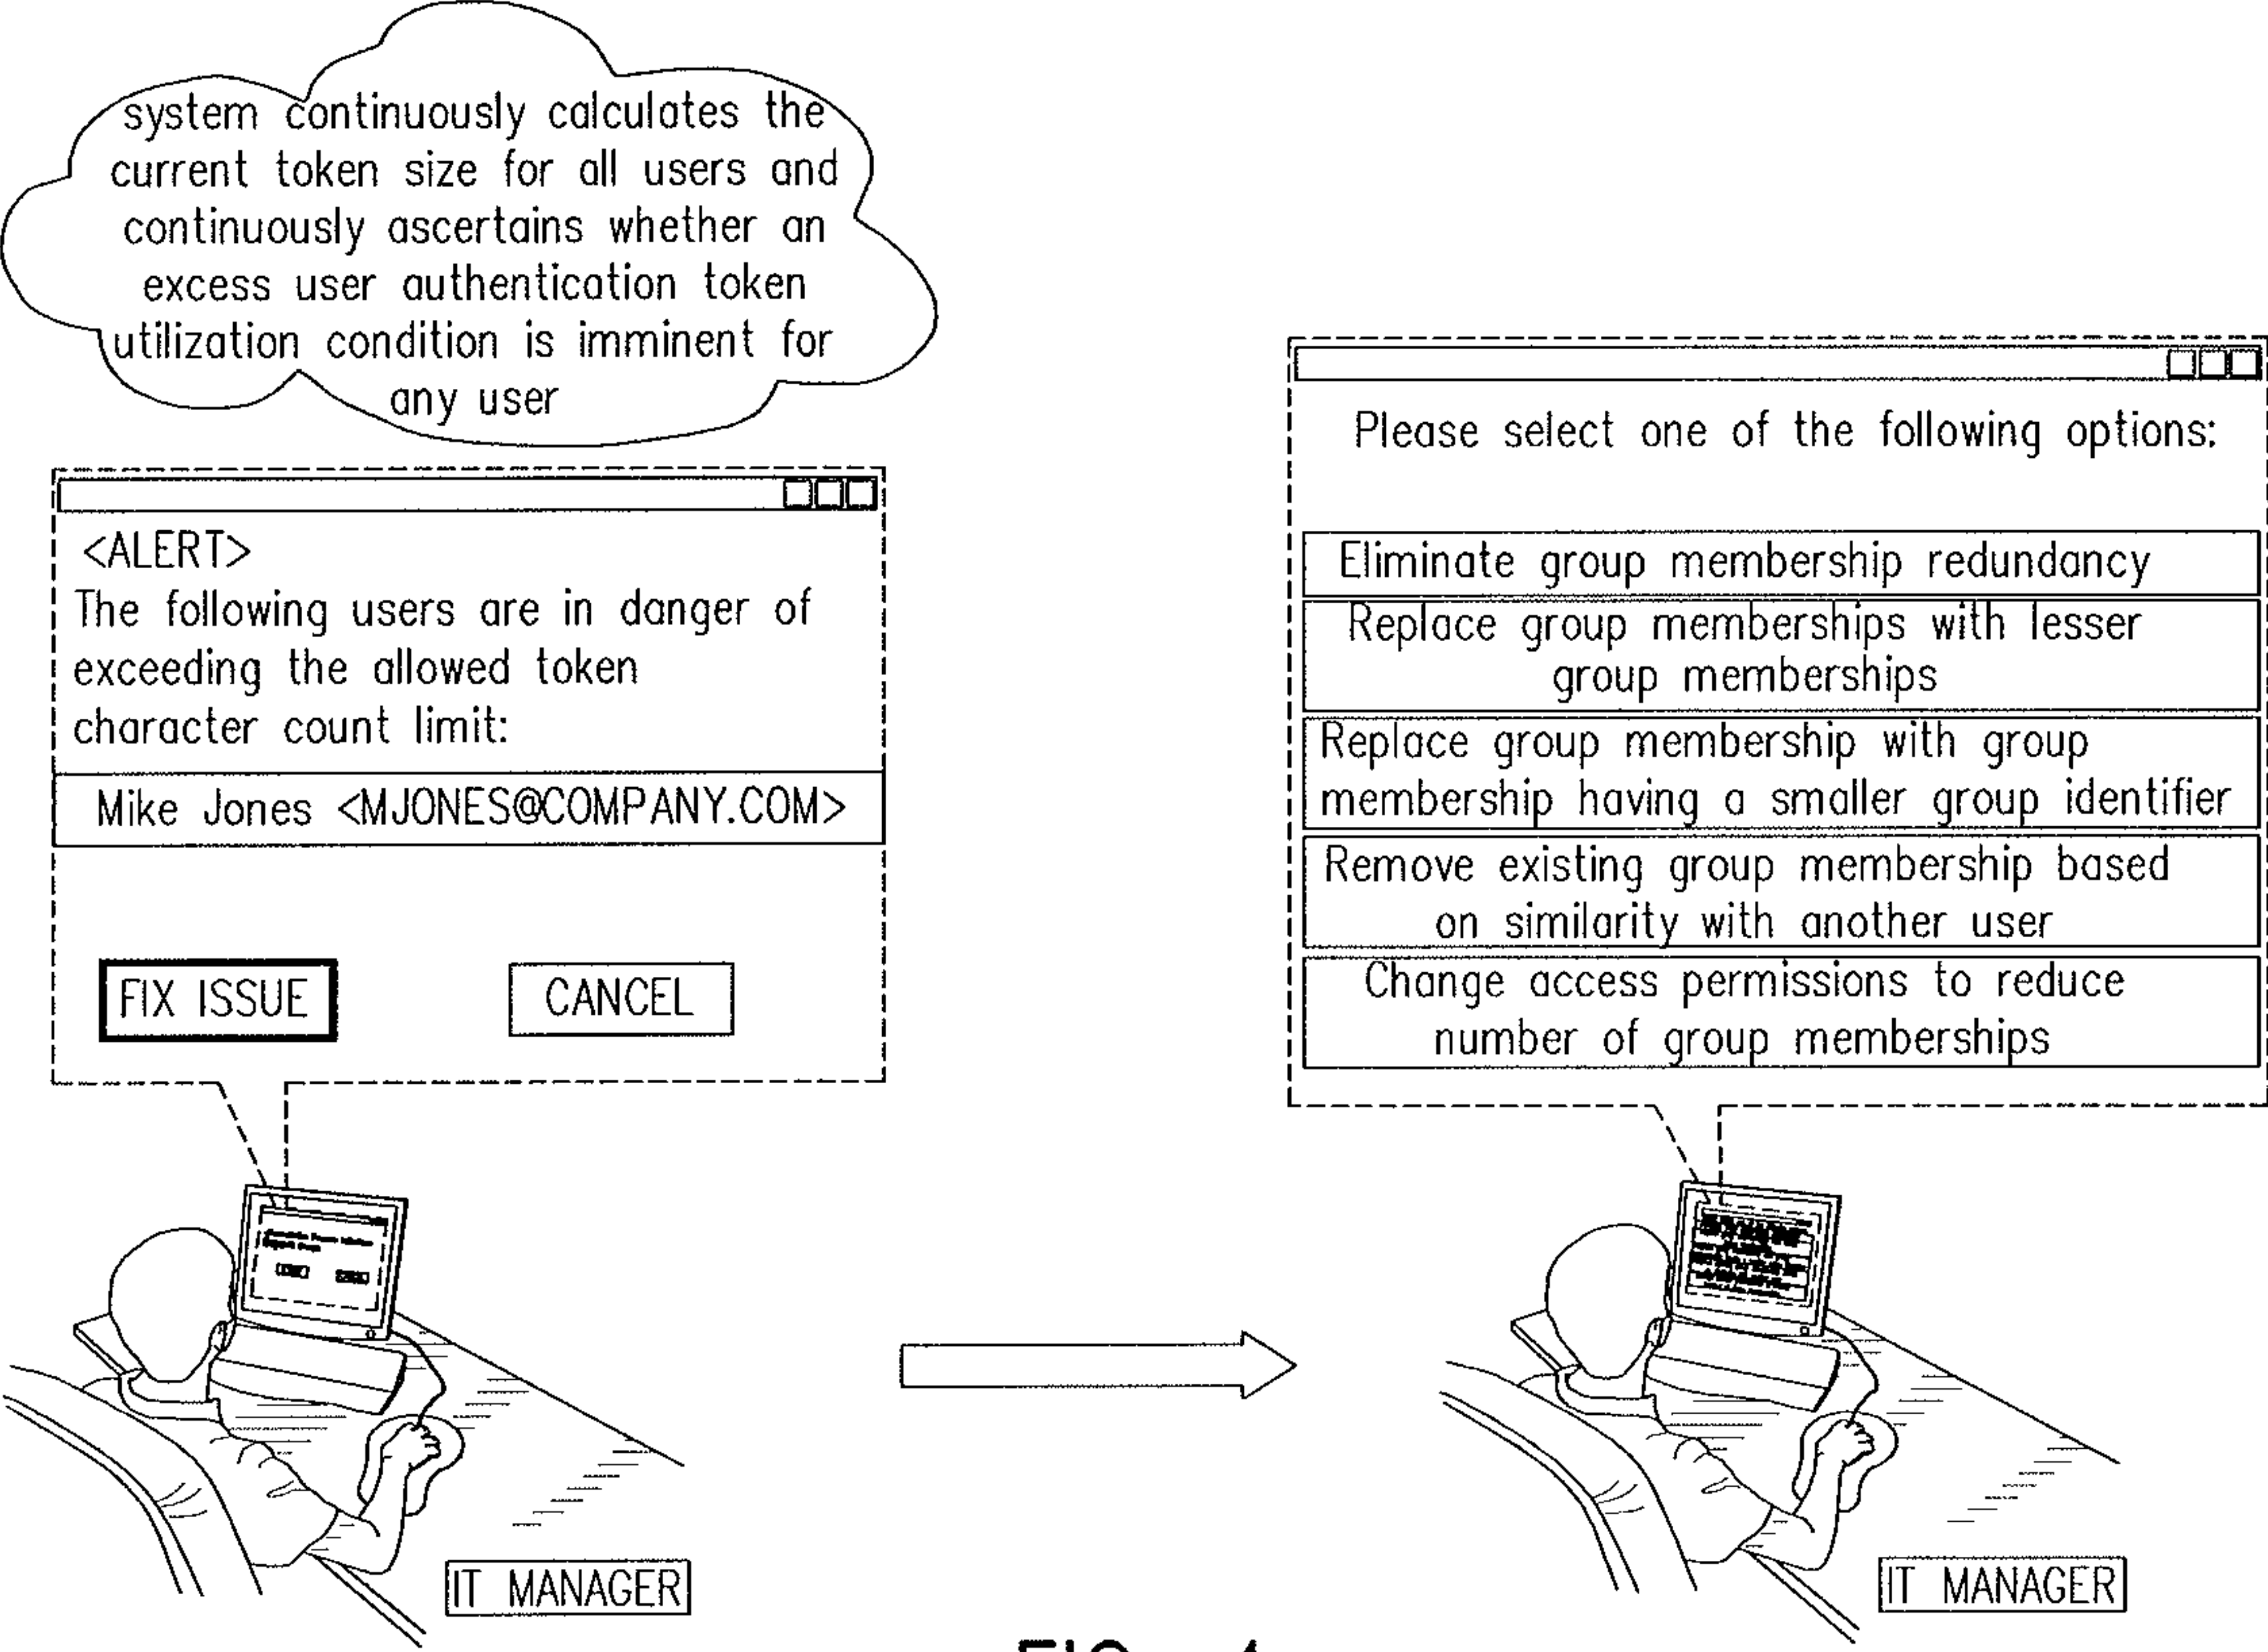 system continuously calculates the
current token size for all users and
continuously ascertains whether an
excess user authentication token
utilization condition is imminent for
any user
<ALERT>
The following users are in danger of
exceeding the allowed token
character count limit:
Mike Jones <MJONES@COMPANY.COM>
FIX ISSUE
CANCEL
IT MANAGER
Please select one of the following options:
Eliminate group membership redundancy
Replace group memberships with lesser
group memberships
Replace group membership with group
membership having a smaller group identifier
Remove existing group membership based
on similarity with another user
Change access permissions to reduce
number of group memberships
IT MANAGER